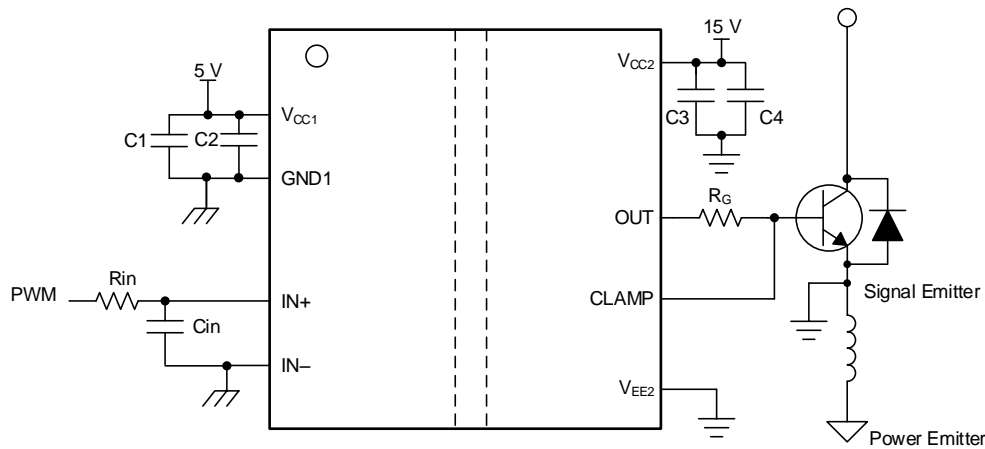 15 V
5 V
VCC2
VCC1
C1
C2
C3
C4
GND1
RG
OUT
PWM
Rin
IN+
CLAMP
Signal Emitter
Cin
IN–
VEE2
Power Emitter